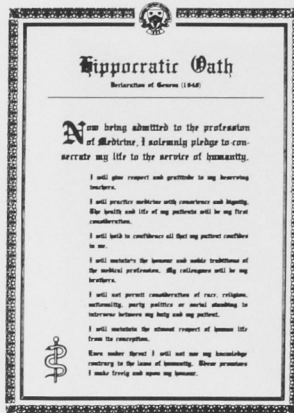 Hippocratic Oath
Declaration of Geneva (1948)
Now being admitted to the profession
of Medicine, I solemnly pledge to con-
secrate my life to the service of humanity.
I will give respect and gratitude to my deserving
teachers.
I will practice medicine with conscience and dignity.
The health and life of my patients will be my first
consideration.
I will hold in confidence all that my patient confides
in me.
I will maintain the honour and noble traditions of
the medical profession. My colleagues will be my
brothers.
I will not permit consideration of race, religion,
nationality, party politics or social standing to
intervene between my duty and my patient.
I will maintain the utmost respect of human life
from its conception.
Even under threat I will not use my knowledge
contrary to the laws of humanity. These promises
I make freely and upon my honour.